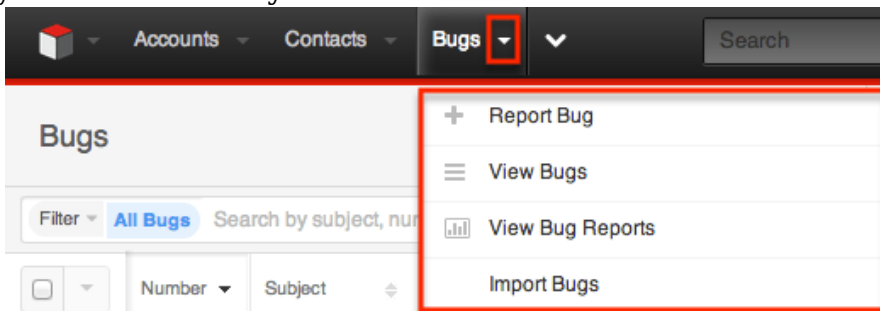 Accounts Contacts Bugs Search
Report Bug
Bugs
View Bugs
Filter All Bugs Search by subject,
View Bug Reports
Number Subject
Import Bugs